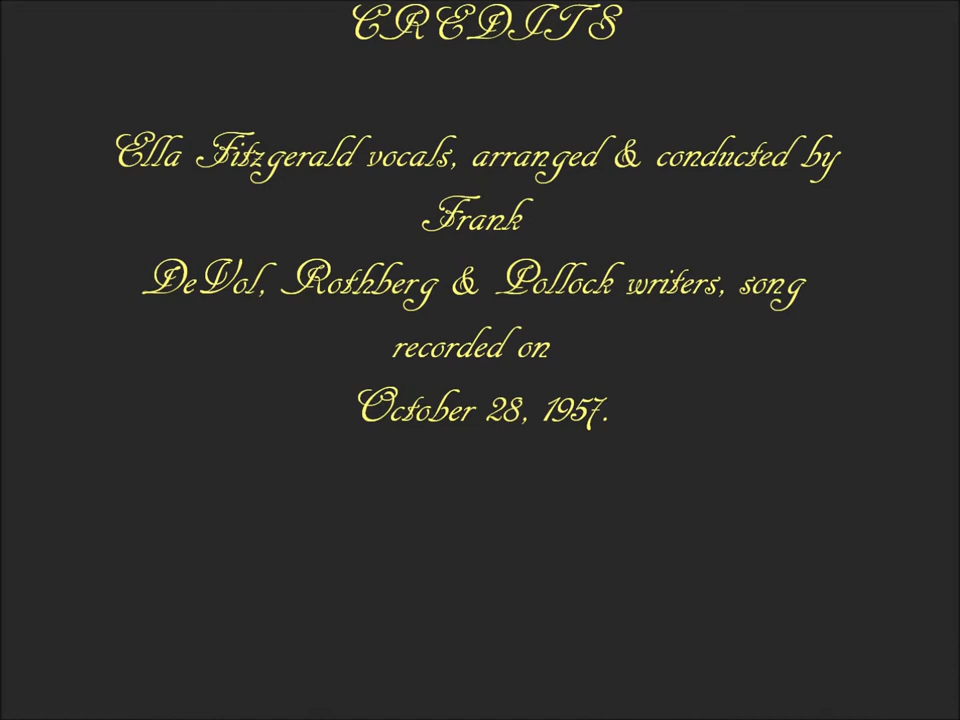 CREDITS
Ella Fitzgerald vocals, arranged & conducted by
Frank
DeVol, Rothberg & Pollock writers, song
recorded on
October 28, 1957.